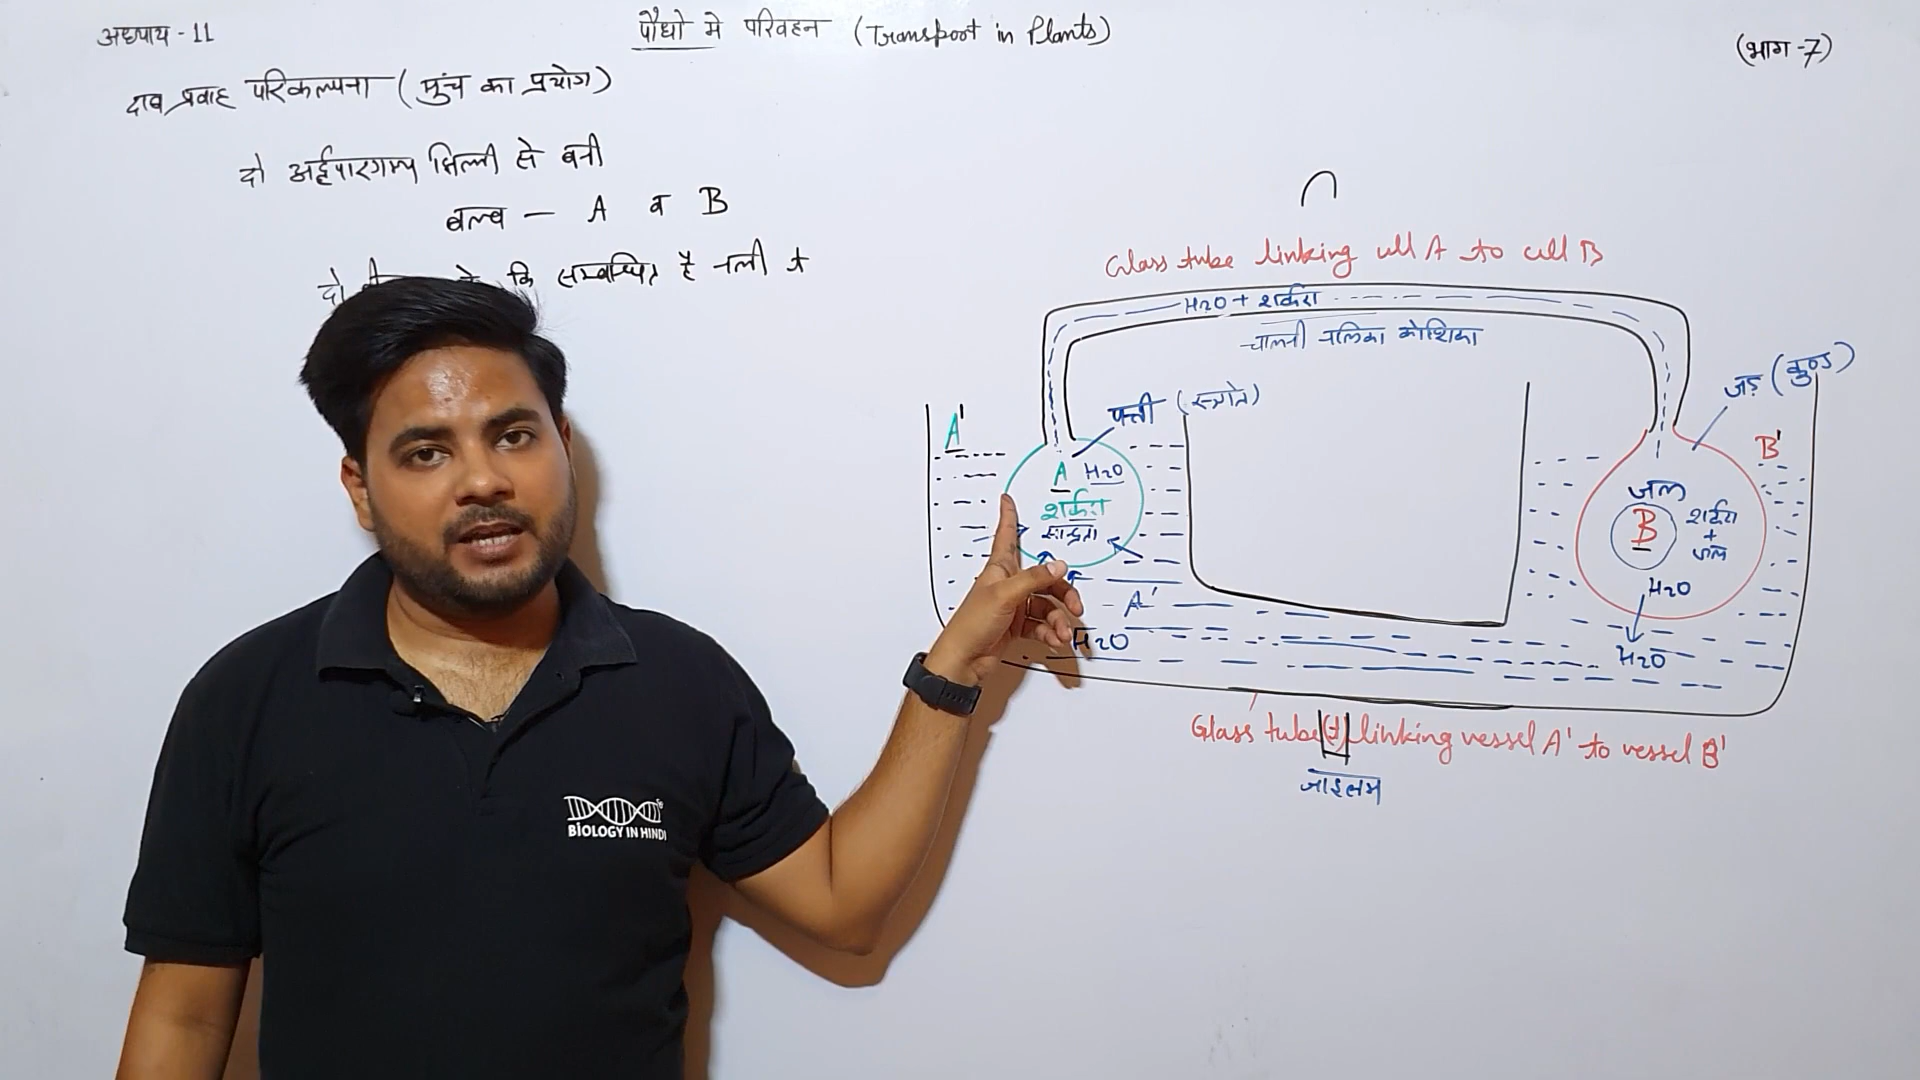 अध्याय - 11
पौधो मे परिवहन (Transport in Plants)
(भाग -7)
दाब प्रवाह परिकल्पना ( मुंच का प्रयोग)
दो अर्द्धपारगम्य झिल्ली से बनी
बल्ब — A व B
दो कि सम्बन्धित है नली
Glass tube linking cell A to cell B
H2O + शर्करा
चालनी नलिका कोशिका
जड़ (कुण्ड)
पत्ती (स्त्रोत)
A'
B'
A H2O
शर्करा
सान्द्रता
जल
B
शर्करा
+
जल
H2O
A'
H2O
H2O
Glass tube linking vessel A' to vessel B'
जाइलम
BIOLOGY IN HINDI